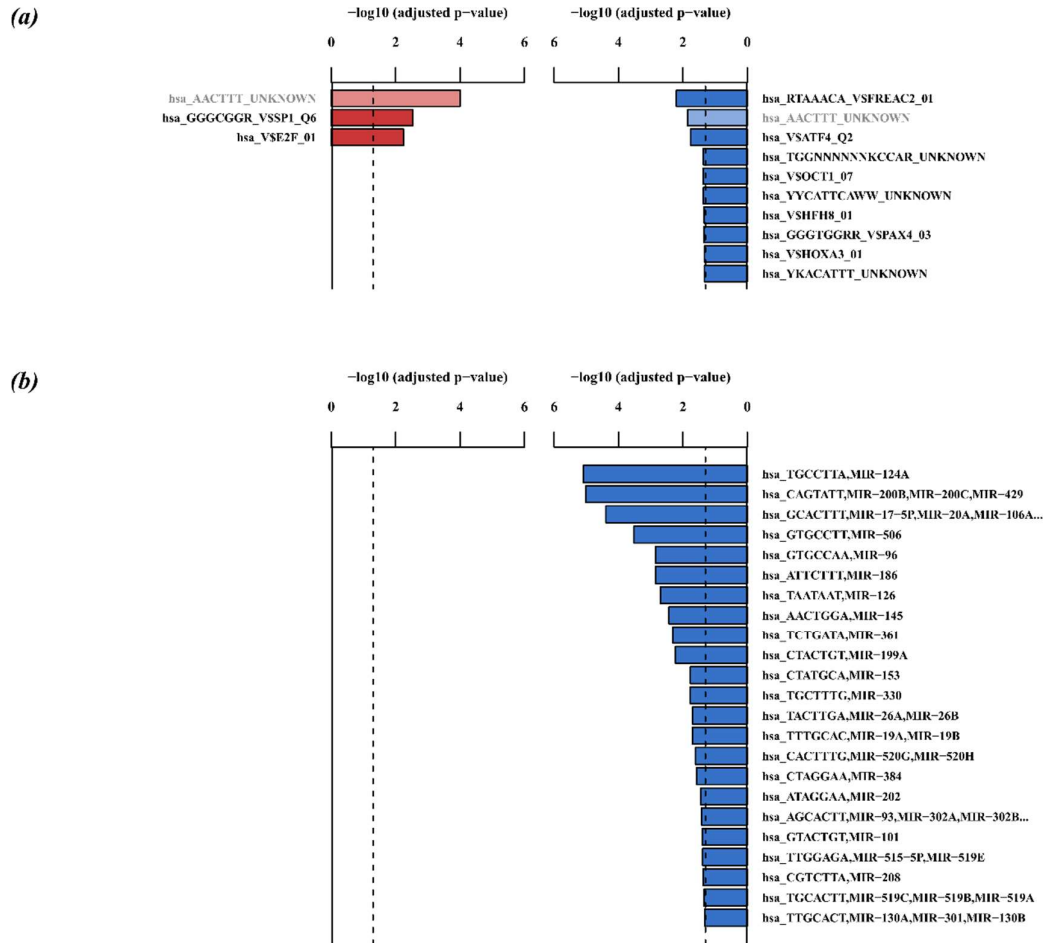 (a)
−log10 (adjusted p−value) −log10 (adjusted p−value)
0 2 4 6 6 4 2 0
hsa_AACTTT_UNKNOWN hsa_RTAAACA_V$FREAC2_01
hsa_GGGCGGR_V$SP1_Q6 hsa_AACTTT_UNKNOWN
hsa_V$E2F_01 hsa_V$ATF4_Q2
hsa_TGGNNNNNNKCCAR_UNKNOWN
hsa_V$OCT1_07
hsa_YYCATTCAWW_UNKNOWN
hsa_V$HFH8_01
hsa_GGGTGGRR_V$PAX4_03
hsa_V$HOXA3_01
hsa_YKACATTT_UNKNOWN
(b)
−log10 (adjusted p−value) −log10 (adjusted p−value)
0 2 4 6 6 4 2 0
hsa_TGCCTTA,MIR−124A
hsa_CAGTATT,MIR−200B,MIR−200C,MIR−429
hsa_GCACTTT,MIR−17−5P,MIR−20A,MIR−106A...
hsa_GTGCCTT,MIR−506
hsa_GTGCCAA,MIR−96
hsa_ATTCTTT,MIR−186
hsa_TAATAAT,MIR−126
hsa_AACTGGA,MIR−145
hsa_TCTGATA,MIR−361
hsa_CTACTGT,MIR−199A
hsa_CTATGCA,MIR−153
hsa_TGCTTTG,MIR−330
hsa_TACTTGA,MIR−26A,MIR−26B
hsa_TTTGCAC,MIR−19A,MIR−19B
hsa_CACTTTG,MIR−520G,MIR−520H
hsa_CTAGGAA,MIR−384
hsa_ATAGGAA,MIR−202
hsa_AGCACTT,MIR−93,MIR−302A,MIR−302B...
hsa_GTACTGT,MIR−101
hsa_TTGGAGA,MIR−515−5P,MIR−519E
hsa_CGTCTTA,MIR−208
hsa_TGCACTT,MIR−519C,MIR−519B,MIR−519A
hsa_TTGCACT,MIR−130A,MIR−301,MIR−130B